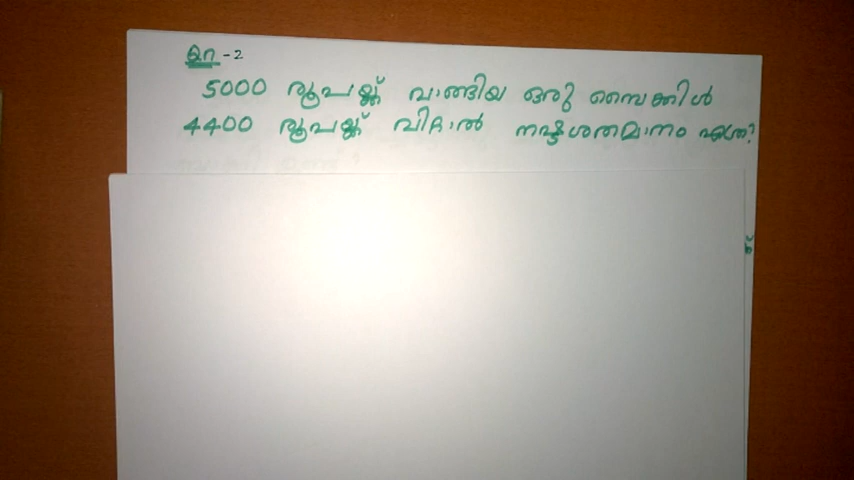 ഉദാ - 2
5000 രൂപയ്ക്ക് വാങ്ങിയ ഒരു സൈക്കിൾ
4400 രൂപയ്ക്ക് വിറ്റാൽ നഷ്ടശതമാനം എത്ര?